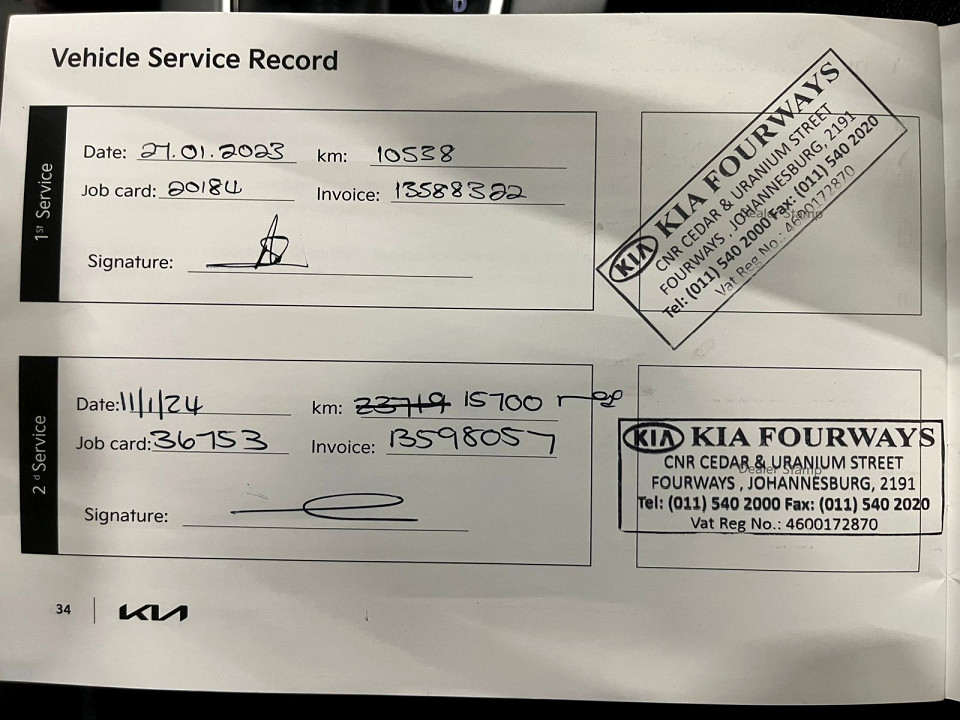 Vehicle Service Record
1st Service
Date: 27.01.2023 km: 10538
Job card: 20184 Invoice: 13588322
Signature:
Dealer Stamp
KIA KIA FOURWAYS
CNR CEDAR & URANIUM STREET
FOURWAYS , JOHANNESBURG, 2191
Tel: (011) 540 2000 Fax: (011) 540 2020
Vat Reg No.: 4600172870
2 d Service
Date: 11/1/24 km: 23719 15700
Job card: 36753 Invoice: 13598057
Signature:
Dealer Stamp
KIA KIA FOURWAYS
CNR CEDAR & URANIUM STREET
FOURWAYS , JOHANNESBURG, 2191
Tel: (011) 540 2000 Fax: (011) 540 2020
Vat Reg No.: 4600172870
34 KIA